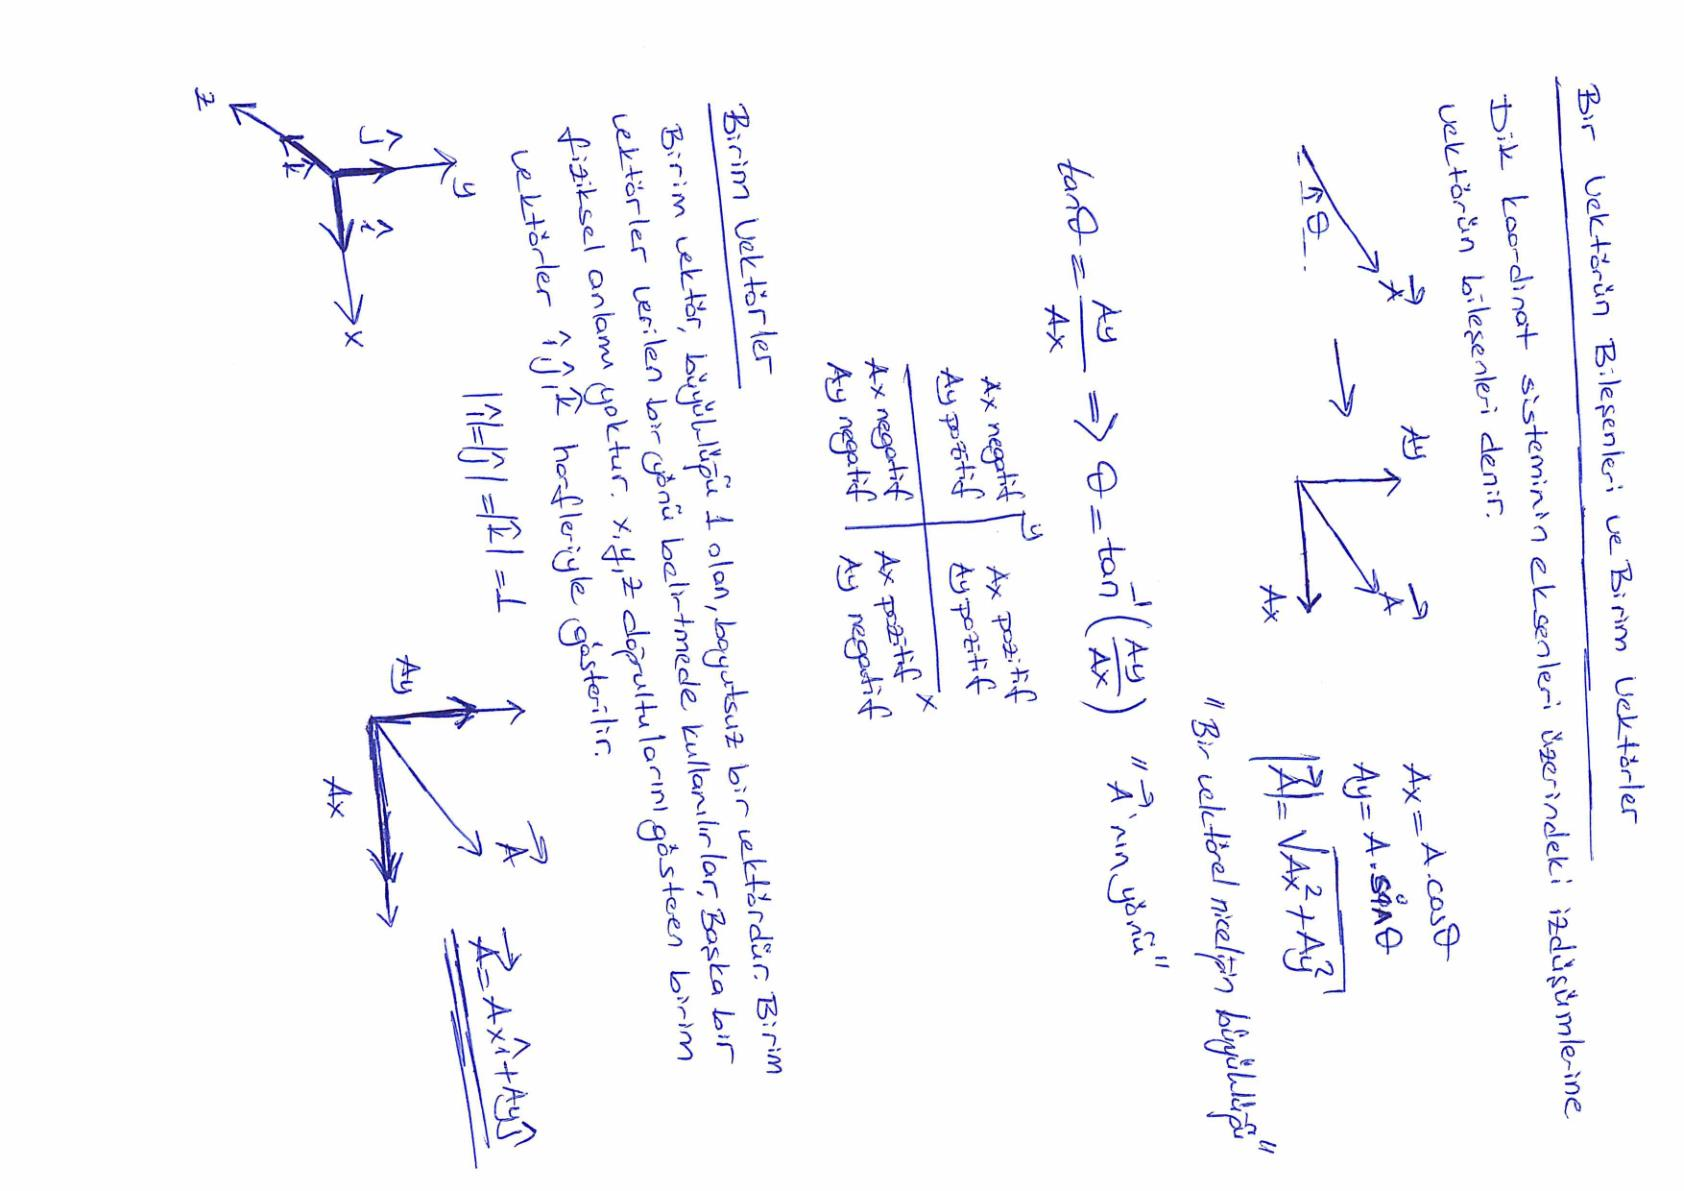 Bir Vektörün Bileşenleri ve Birim Vektörler
Dik koordinat sisteminin eksenleri üzerindeki izdüşümlerine
vektörün bileşenleri denir.
A⃗
θ
Ay
A⃗
Ax
Ax = A.cosθ
Ay = A.sinθ
|A⃗| = √Ax² + Ay²
"Bir vektörel niceliğin büyüklüğü"
tanθ = Ay/Ax ⇒ θ = tan⁻¹(Ay/Ax) "A⃗'nın yönü"
y
Ax negatif Ax pozitif
Ay pozitif Ay pozitif
x
Ax negatif Ax pozitif
Ay negatif Ay negatif
Birim Vektörler
Birim vektör, büyüklüğü 1 olan, boyutsuz bir vektördür. Birim
vektörler verilen bir yönü belirtmede kullanılırlar, Başka bir
fiziksel anlamı yoktur. x,y,z doğrultularını gösteen birim
vektörler î,ĵ,k̂ harfleriyle gösterilir.
y
ĵ
î
x
k̂
z
|î| = |ĵ| = |k̂| = 1
Ay
A⃗
Ax
A⃗ = Axî + Ayĵ